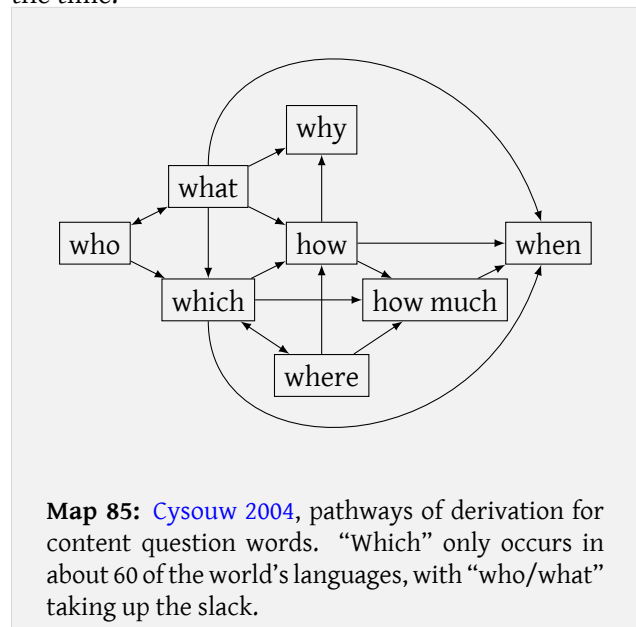 the time.
why
what
who
how
when
which
how much
where
Map 85: Cysouw 2004, pathways of derivation for
content question words. “Which” only occurs in
about 60 of the world’s languages, with “who/what”
taking up the slack.